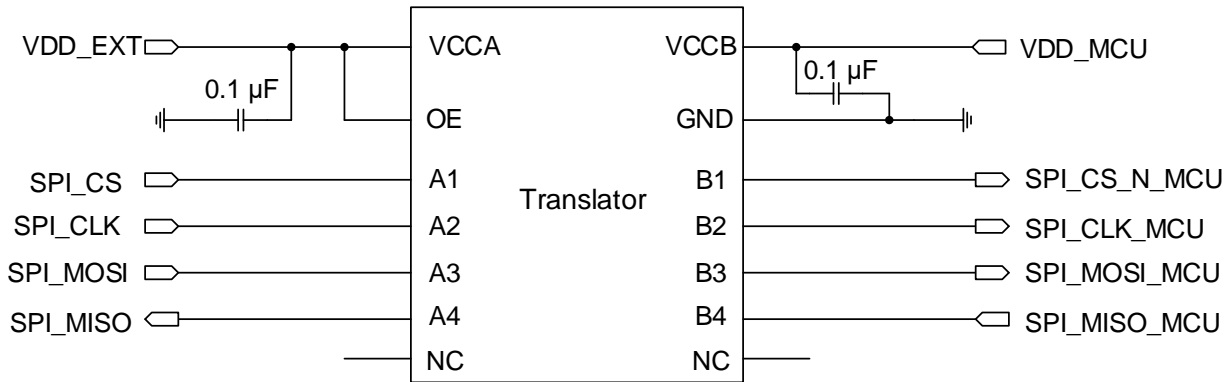 VDD_EXT
VCCA
VCCB
VDD_MCU
0.1 µF
0.1 µF
OE
GND
SPI_CS
A1
B1
SPI_CS_N_MCU
Translator
SPI_CLK
A2
B2
SPI_CLK_MCU
SPI_MOSI
A3
B3
SPI_MOSI_MCU
SPI_MISO
A4
B4
SPI_MISO_MCU
NC
NC